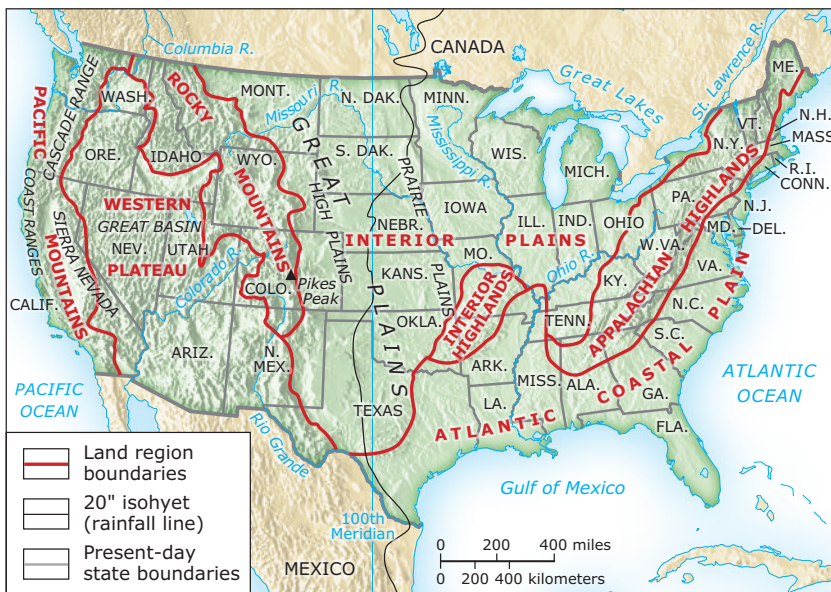 CANADA
Columbia R.
Great Lakes
St. Lawrence R.
ME.
WASH.
ROCKY
MONT.
Missouri R.
N. DAK.
MINN.
Mississippi R.
VT.
N.H.
MASS.
N.Y.
PACIFIC
CASCADE RANGE
ORE.
IDAHO
WYO.
GREAT
S. DAK.
PRAIRIE
WIS.
MICH.
R.I.
CONN.
COAST RANGES
WESTERN
GREAT BASIN
NEV.
UTAH
PLATEAU
MOUNTAINS
HIGH PLAINS
NEBR.
IOWA
ILL.
IND.
OHIO
PA.
N.J.
MD.
DEL.
INTERIOR
PLAINS
HIGHLANDS
W.VA.
VA.
SIERRA NEVADA
MOUNTAINS
CALIF.
Colorado R.
COLO.
Pikes
Peak
KANS.
PLAINS
MO.
Ohio R.
KY.
APPALACHIAN
N.C.
PLAINS
OKLA.
INTERIOR
HIGHLANDS
TENN.
S.C.
PLAIN
ARIZ.
N.
MEX.
ARK.
MISS.
ALA.
GA.
COASTAL
PACIFIC
OCEAN
ATLANTIC
OCEAN
TEXAS
LA.
ATLANTIC
FLA.
Rio Grande
Gulf of Mexico
100th
Meridian
MEXICO
Land region
boundaries
20" isohyet
(rainfall line)
Present-day
state boundaries
0 200 400 miles
0 200 400 kilometers